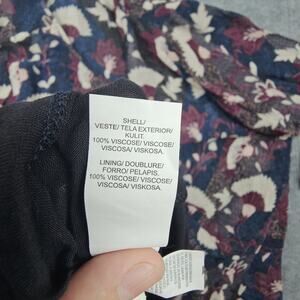 SHELL/
VESTE/ TELA EXTERIOR/
KULIT.
100% VISCOSE/ VISCOSE/
VISCOSA/ VISKOSA.
LINING/ DOUBLURE/
FORRO/ PELAPIS.
100% VISCOSE/ VISCOSE/
VISCOSA/ VISKOSA.